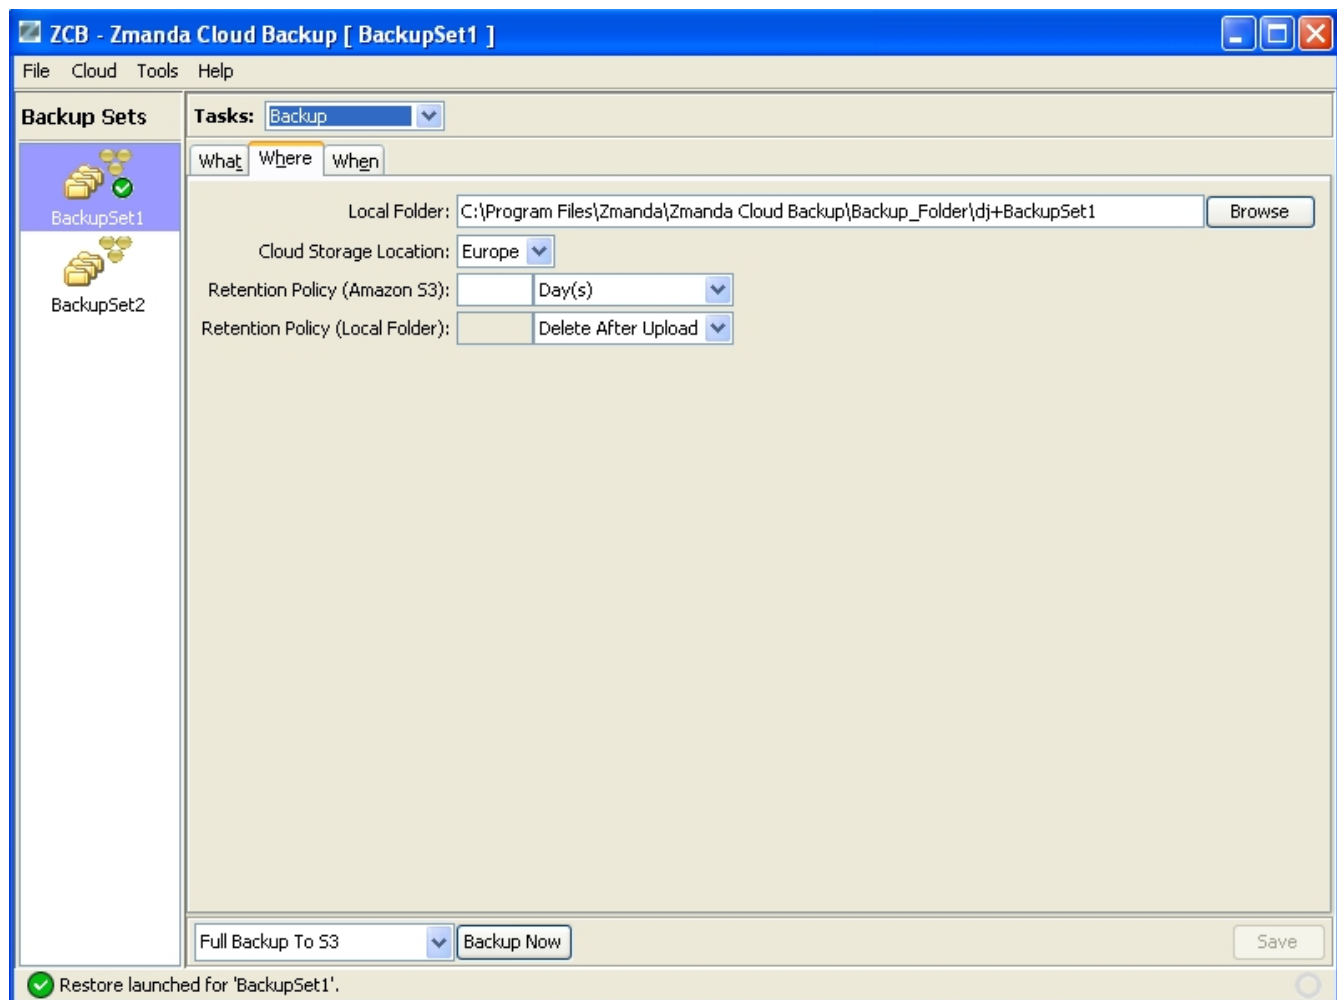 ZCB - Zmanda Cloud Backup [ BackupSet1 ]
File Cloud Tools Help
Backup Sets
Tasks: Backup
What Where When
BackupSet1
BackupSet2
Local Folder: C:\Program Files\Zmanda\Zmanda Cloud Backup\Backup_Folder\dj+BackupSet1 Browse
Cloud Storage Location: Europe
Retention Policy (Amazon S3): Day(s)
Retention Policy (Local Folder): Delete After Upload
Full Backup To S3 Backup Now Save
Restore launched for 'BackupSet1'.